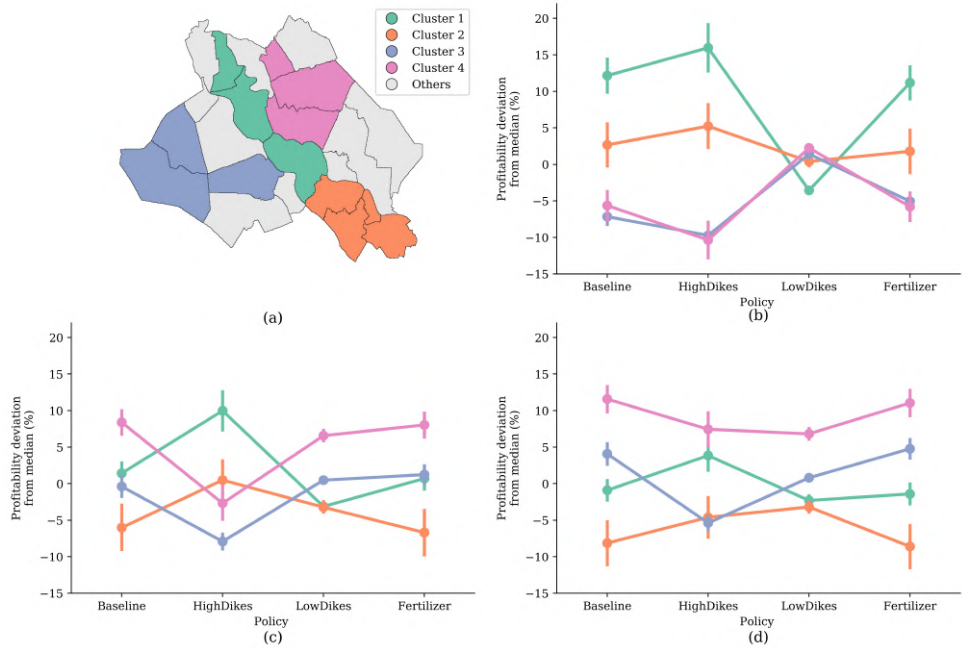 Cluster 1
Cluster 2
Cluster 3
Cluster 4
Others
(a)
Profitability deviation
from median (%)
20
15
10
5
0
−5
−10
−15
Baseline HighDikes LowDikes Fertilizer
Policy
(b)
Profitability deviation
from median (%)
20
15
10
5
0
−5
−10
−15
Baseline HighDikes LowDikes Fertilizer
Policy
(c)
Profitability deviation
from median (%)
20
15
10
5
0
−5
−10
−15
Baseline HighDikes LowDikes Fertilizer
Policy
(d)